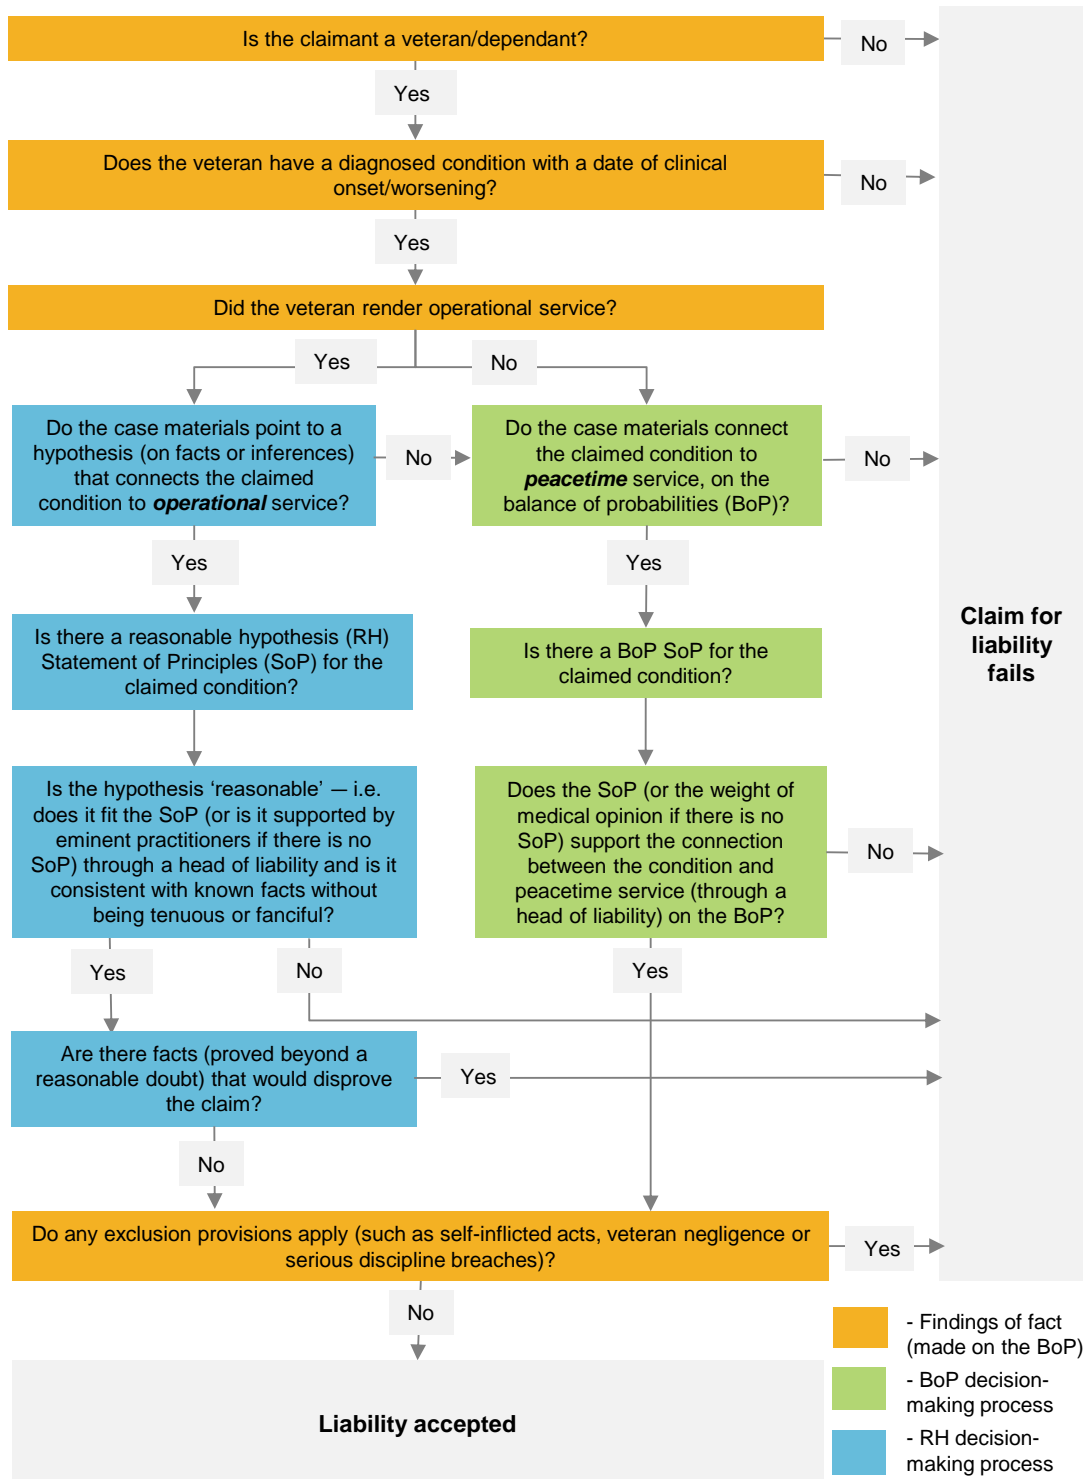 Is the claimant a veteran/dependant?
No
Yes
Does the veteran have a diagnosed condition with a date of clinical
onset/worsening?
No
Yes
Did the veteran render operational service?
Yes
No
Do the case materials point to a
hypothesis (on facts or inferences)
that connects the claimed
condition to operational service?
No
Do the case materials connect
the claimed condition to
peacetime service, on the
balance of probabilities (BoP)?
No
Yes
Yes
Is there a reasonable hypothesis (RH)
Statement of Principles (SoP) for the
claimed condition?
Is there a BoP SoP for the
claimed condition?
Claim for
liability
fails
Is the hypothesis ‘reasonable’ — i.e.
does it fit the SoP (or is it supported by
eminent practitioners if there is no
SoP) through a head of liability and is it
consistent with known facts without
being tenuous or fanciful?
Does the SoP (or the weight of
medical opinion if there is no
SoP) support the connection
between the condition and
peacetime service (through a
head of liability) on the BoP?
No
Yes
No
Yes
Are there facts (proved beyond a
reasonable doubt) that would disprove
the claim?
Yes
No
Do any exclusion provisions apply (such as self-inflicted acts, veteran negligence or
serious discipline breaches)?
Yes
No
Liability accepted
- Findings of fact
(made on the BoP)
- BoP decision-
making process
- RH decision-
making process